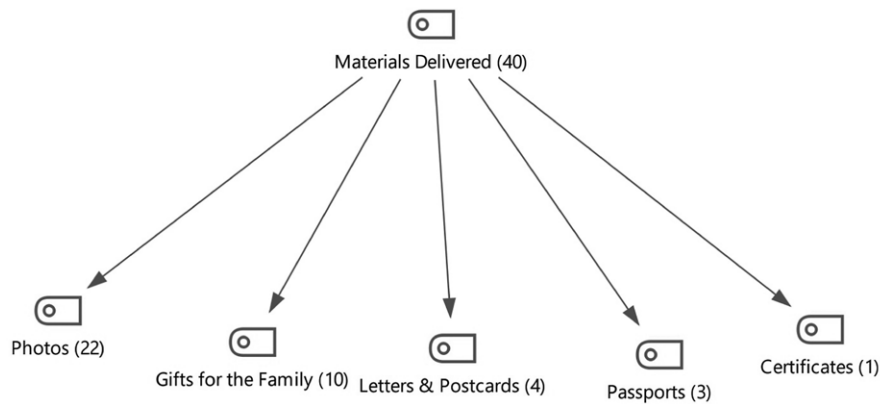 Materials Delivered (40)
Photos (22)
Gifts for the Family (10)
Letters & Postcards (4)
Passports (3)
Certificates (1)